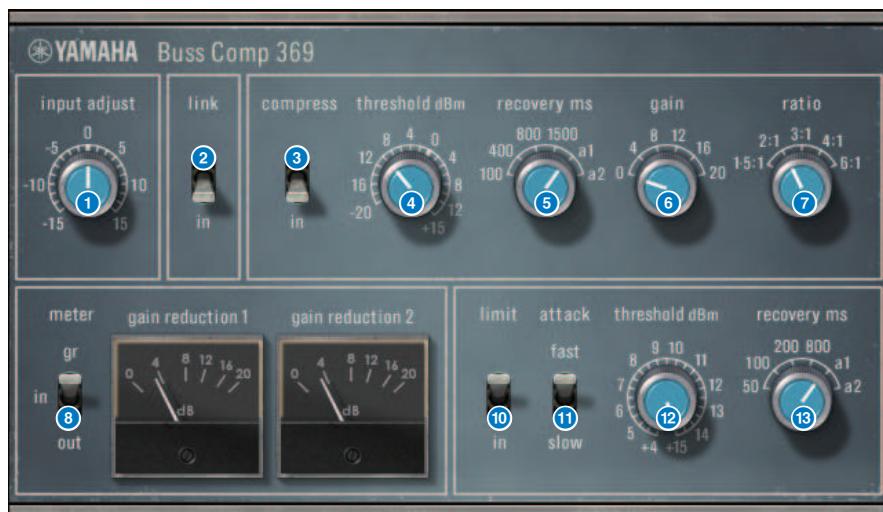 YAMAHA Buss Comp 369
input adjust
0
-5 5
-10 10
-15 15
1
link
2
in
compress
3
in
threshold dBm
4 0
8 4
12 8
16 12
-20 +15
4
recovery ms
800 1500
400 a1
100 a2
5
gain
8 12
4 16
0 20
6
ratio
3:1
2:1 4:1
1·5:1 6:1
7
meter
gr
in
8
out
gain reduction 1
0 4 8 12 16 20
dB
gain reduction 2
0 4 8 12 16 20
dB
limit
10
in
attack
fast
11
slow
threshold dBm
9 10
8 11
7 12
6 13
5 14
+4 +15
12
recovery ms
200 800
100 a1
50 a2
13